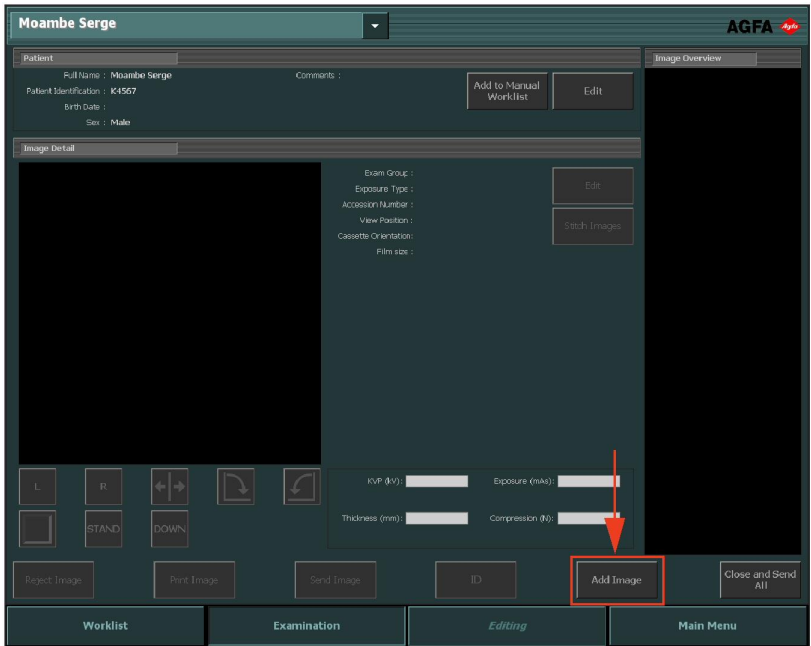 Moambe Serge
AGFA Agfa
Patient
Image Overview
Full Name : Moambe Serge
Comments :
Add to Manual
Worklist
Edit
Patient Identification : K4567
Birth Date :
Sex : Male
Image Detail
Exam Group :
Edit
Exposure Type :
Accession Number :
View Position :
Stitch Images
Cassette Orientation:
Film size :
L
R
KVP (kV):
Exposure (mAs):
STAND
DOWN
Thickness (mm):
Compression (N):
Reject Image
Print Image
Send Image
ID
Add Image
Close and Send
All
Worklist
Examination
Editing
Main Menu